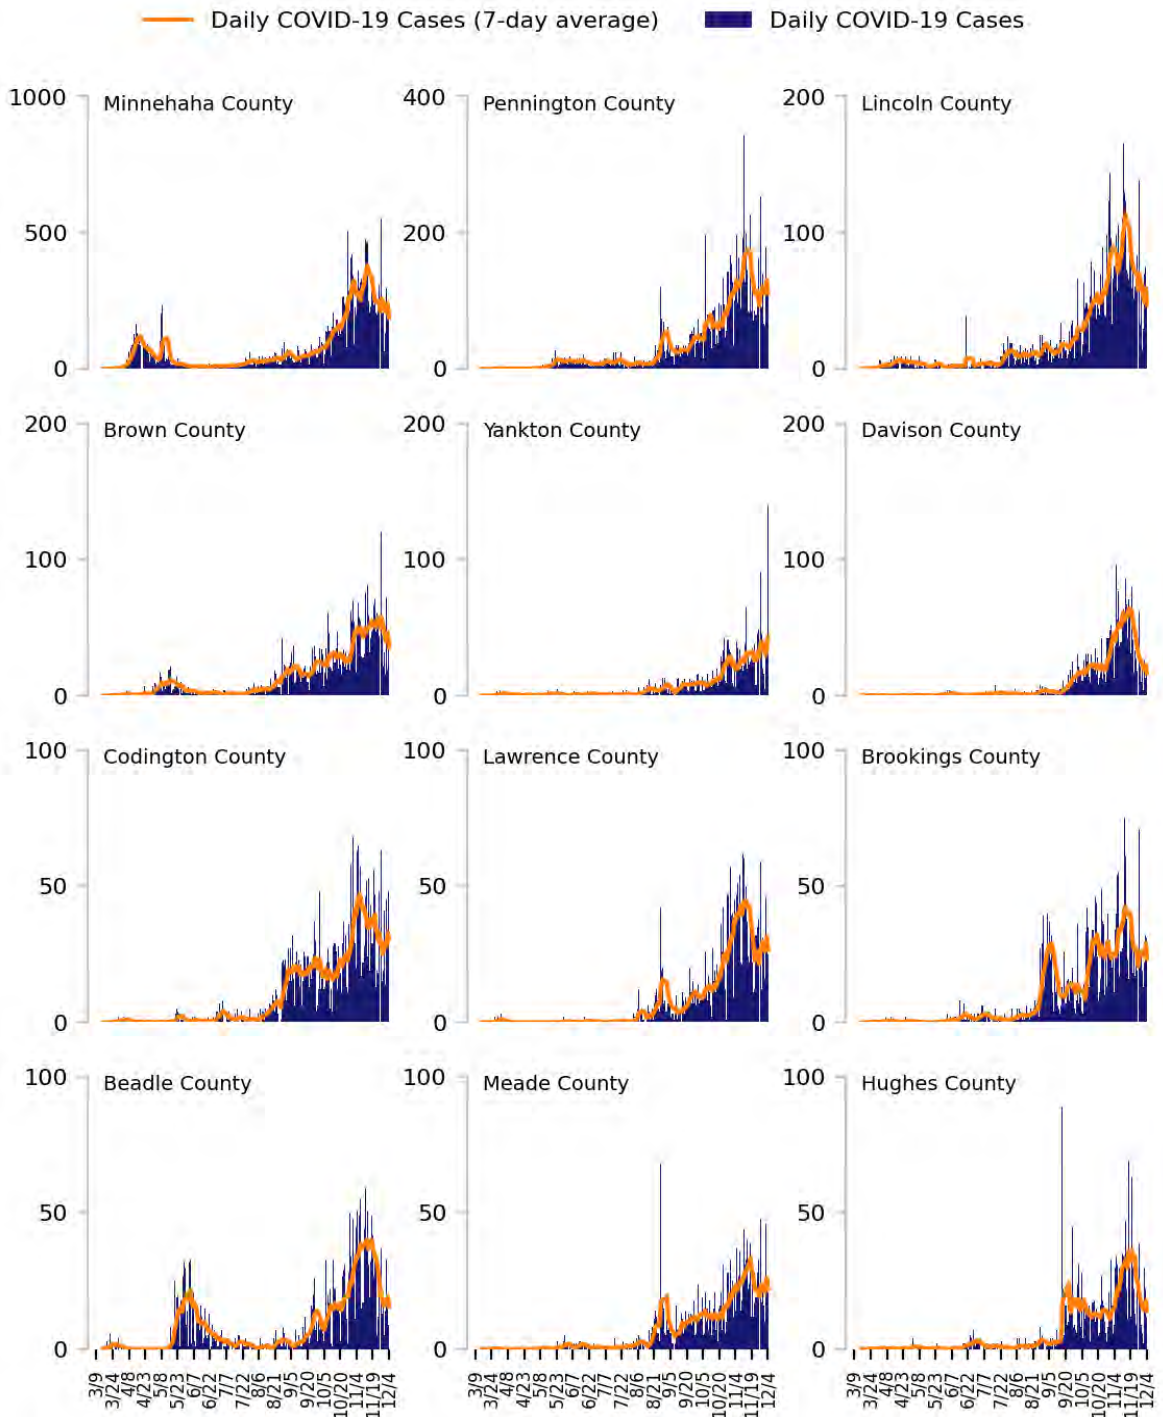 Daily COVID-19 Cases (7-day average) Daily COVID-19 Cases
1000 Minnehaha County 400 Pennington County 200 Lincoln County
500 200 100
0 0 0
200 Brown County 200 Yankton County 200 Davison County
100 100 100
0 0 0
100 Codington County 100 Lawrence County 100 Brookings County
50 50 50
0 0 0
100 Beadle County 100 Meade County 100 Hughes County
50 50 50
0 0 0
3/9 3/24 4/8 4/23 5/8 5/23 6/7 6/22 7/7 7/22 8/6 8/21 9/5 9/20 10/5 10/20 11/4 11/19 12/4 3/9 3/24 4/8 4/23 5/8 5/23 6/7 6/22 7/7 7/22 8/6 8/21 9/5 9/20 10/5 10/20 11/4 11/19 12/4 3/9 3/24 4/8 4/23 5/8 5/23 6/7 6/22 7/7 7/22 8/6 8/21 9/5 9/20 10/5 10/20 11/4 11/19 12/4